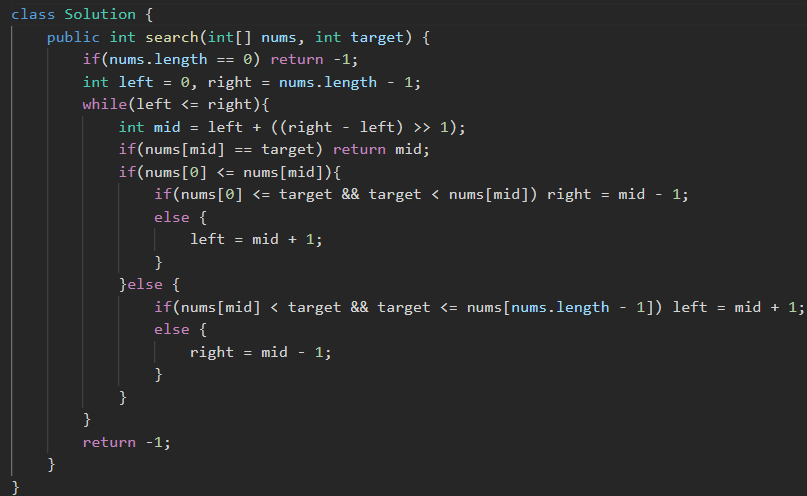 class Solution {
    public int search(int[] nums, int target) {
        if(nums.length == 0) return -1;
        int left = 0, right = nums.length - 1;
        while(left <= right){
            int mid = left + ((right - left) >> 1);
            if(nums[mid] == target) return mid;
            if(nums[0] <= nums[mid]){
                if(nums[0] <= target && target < nums[mid]) right = mid - 1;
                else {
                    left = mid + 1;
                }
            }else {
                if(nums[mid] < target && target <= nums[nums.length - 1]) left = mid + 1;
                else {
                    right = mid - 1;
                }
            }
        }
        return -1;
    }
}